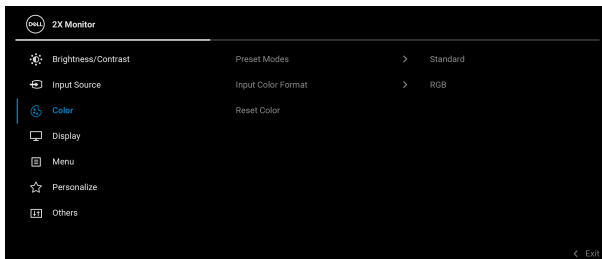 DELL 2X Monitor
Brightness/Contrast Preset Modes > Standard
Input Source Input Color Format > RGB
Color Reset Color
Display
Menu
Personalize
Others
< Exit